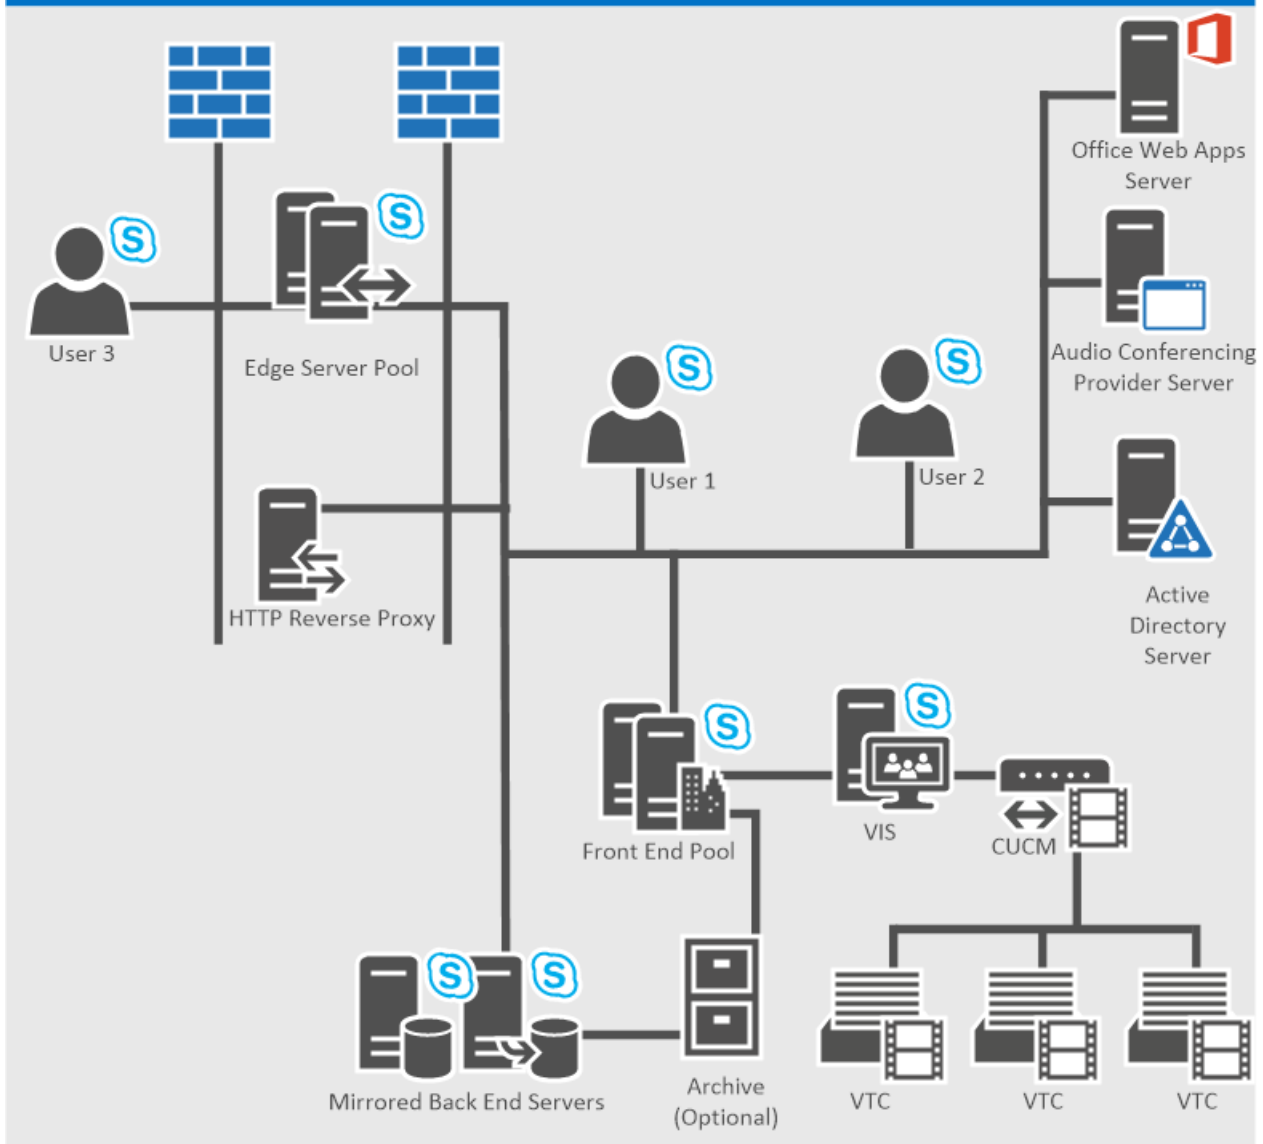 Office Web Apps
Server
User 3
Edge Server Pool
Audio Conferencing
Provider Server
User 1
User 2
HTTP Reverse Proxy
Active
Directory
Server
Front End Pool
VIS
CUCM
Mirrored Back End Servers
Archive
(Optional)
VTC
VTC
VTC